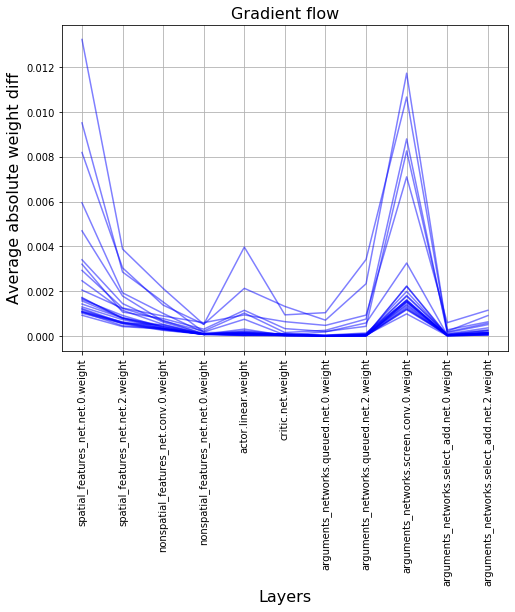 Gradient flow
Average absolute weight diff
0.012
0.010
0.008
0.006
0.004
0.002
0.000
spatial_features_net.net.0.weight
spatial_features_net.net.2.weight
nonspatial_features_net.conv.0.weight
nonspatial_features_net.net.0.weight
actor.linear.weight
critic.net.weight
arguments_networks.queued.net.0.weight
arguments_networks.queued.net.2.weight
arguments_networks.screen.conv.0.weight
arguments_networks.select_add.net.0.weight
arguments_networks.select_add.net.2.weight
Layers